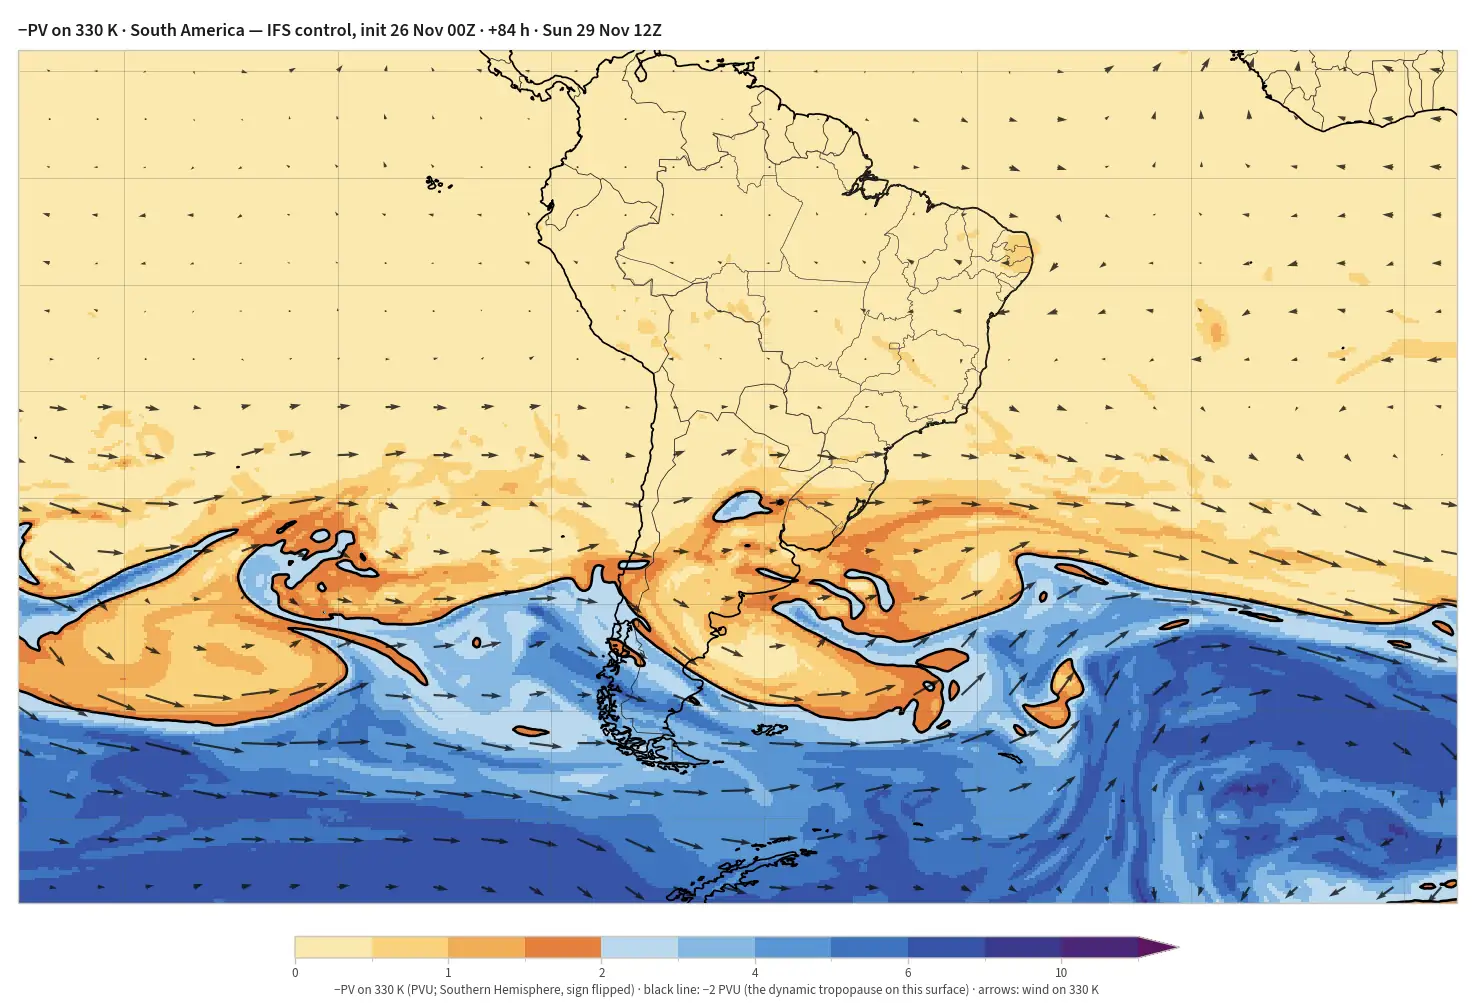 −PV on 330 K · South America — IFS control, init 26 Nov 00Z · +84 h · Sun 29 Nov 12Z
0 1 2 4 6 10
−PV on 330 K (PVU; Southern Hemisphere, sign flipped) · black line: −2 PVU (the dynamic tropopause on this surface) · arrows: wind on 330 K